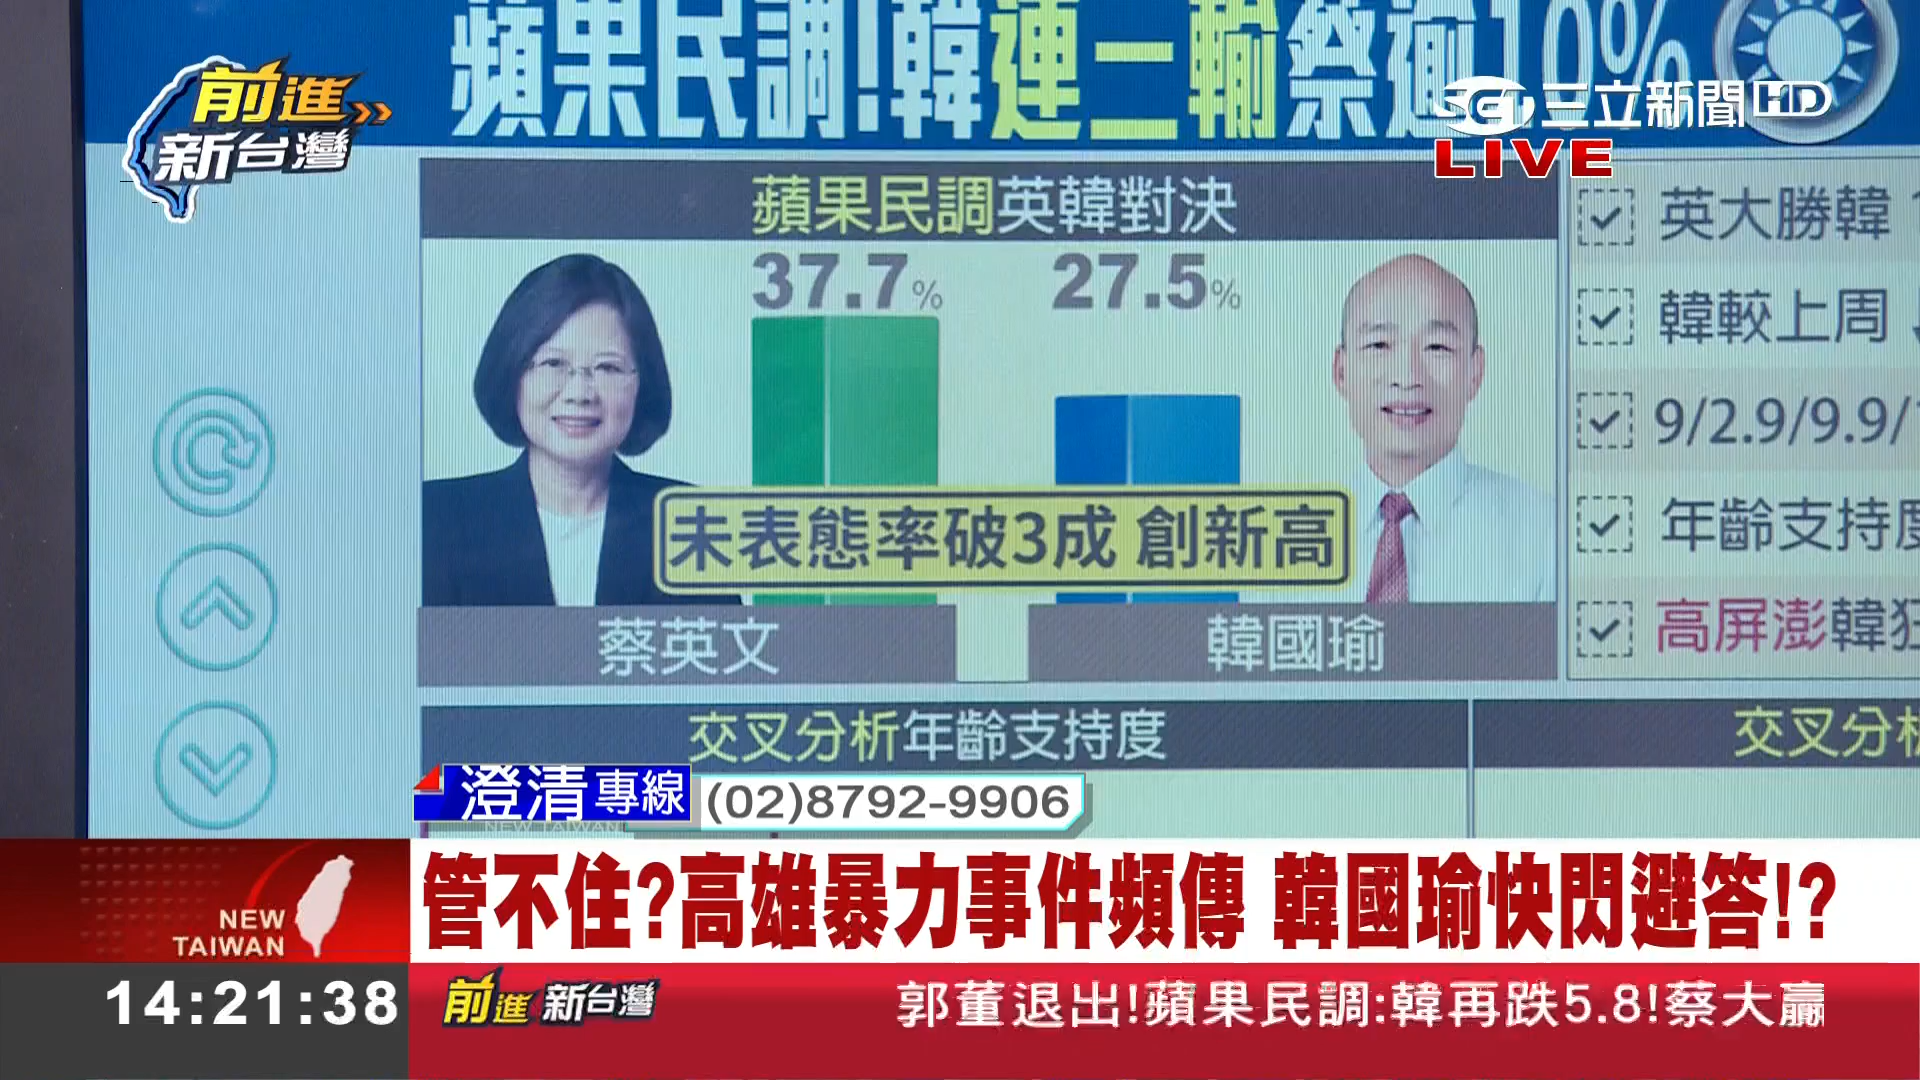 蘋果民調!韓連二輸蔡逾10%
前進
新台灣
三立新聞HD
LIVE
蘋果民調英韓對決
37.7%
27.5%
未表態率破3成 創新高
蔡英文
韓國瑜
英大勝韓
韓較上周
9/2.9/9.9/
年齡支持度
高屏澎韓狂
交叉分析年齡支持度
交叉分析
澄清專線 (02)8792-9906
NEW TAIWAN
管不住?高雄暴力事件頻傳 韓國瑜快閃避答!?
NEW
TAIWAN
14:21:38
前進新台灣
郭董退出!蘋果民調:韓再跌5.8!蔡大贏